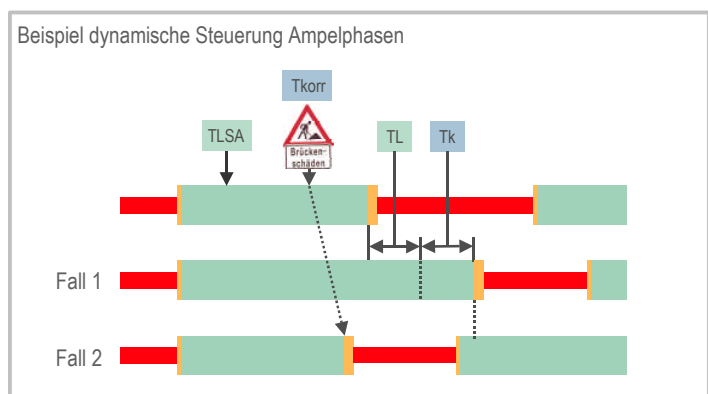 Beispiel dynamische Steuerung Ampelphasen
Tkorr
TLSA
Brücken-
schäden
TL
Tk
Fall 1
Fall 2